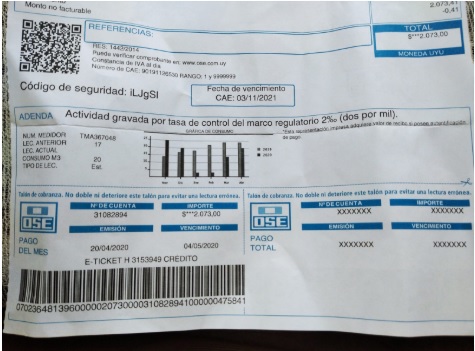 Monto no facturable
2.073,41
-0,41
REFERENCIAS:
TOTAL
$***2.073,00
MONEDA UYU
RES. 1442/2014
Puede verificar comprobante en: www.ose.com.uy
Constancia de IVA al día
Número de CAE: 90191136530 RANGO: 1 y 9999999
Código de seguridad: iLJgSI
Fecha de vencimiento
CAE: 03/11/2021
ADENDA Actividad gravada por tasa de control del marco regulatorio 2‰ (dos por mil).
NUM. MEDIDOR TMA367048
LEC. ANTERIOR 17
LEC. ACTUAL
CONSUMO M3 20
TIPO DE LEC. Est.
GRÁFICA DE CONSUMO
2019
2020
Talón de cobranza. No doble ni deteriore este talón para evitar una lectura errónea.
OSE
Nº DE CUENTA IMPORTE
31082894 $***2.073,00
EMISIÓN VENCIMIENTO
PAGO
DEL MES
20/04/2020 04/05/2020
E-TICKET H 3153949 CREDITO
Talón de cobranza. No doble ni deteriore este talón para evitar una lectura errónea.
OSE
Nº DE CUENTA IMPORTE
XXXXXXX XXXXXXX
EMISIÓN VENCIMIENTO
PAGO
TOTAL
XXXXXXX XXXXXXX